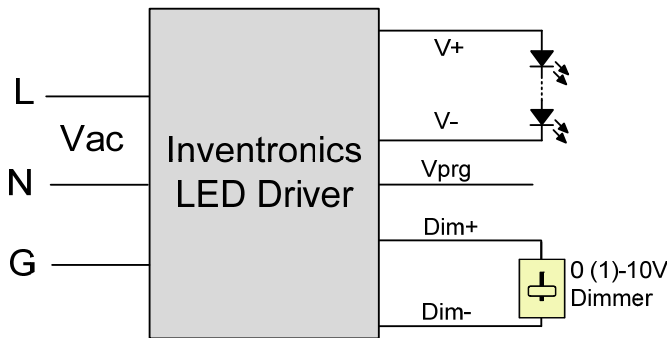 L
Vac
N
G
Inventronics
LED Driver
V+
V-
Vprg
Dim+
Dim-
0 (1)-10V
Dimmer